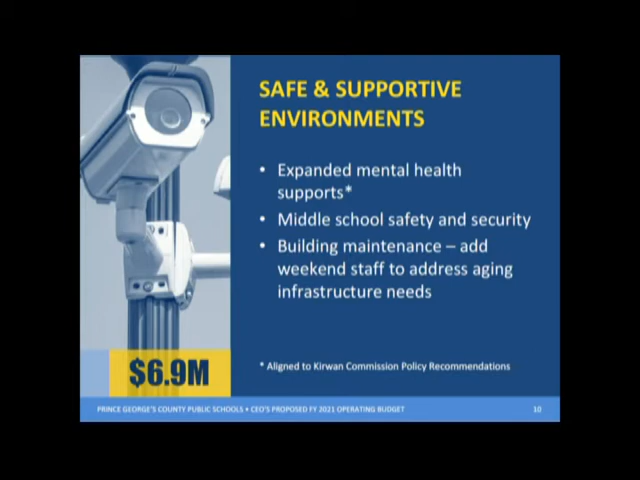 SAFE & SUPPORTIVE
ENVIRONMENTS
• Expanded mental health
supports*
• Middle school safety and security
• Building maintenance – add
weekend staff to address aging
infrastructure needs
$6.9M
* Aligned to Kirwan Commission Policy Recommendations
PRINCE GEORGE'S COUNTY PUBLIC SCHOOLS • CEO'S PROPOSED FY 2021 OPERATING BUDGET 10